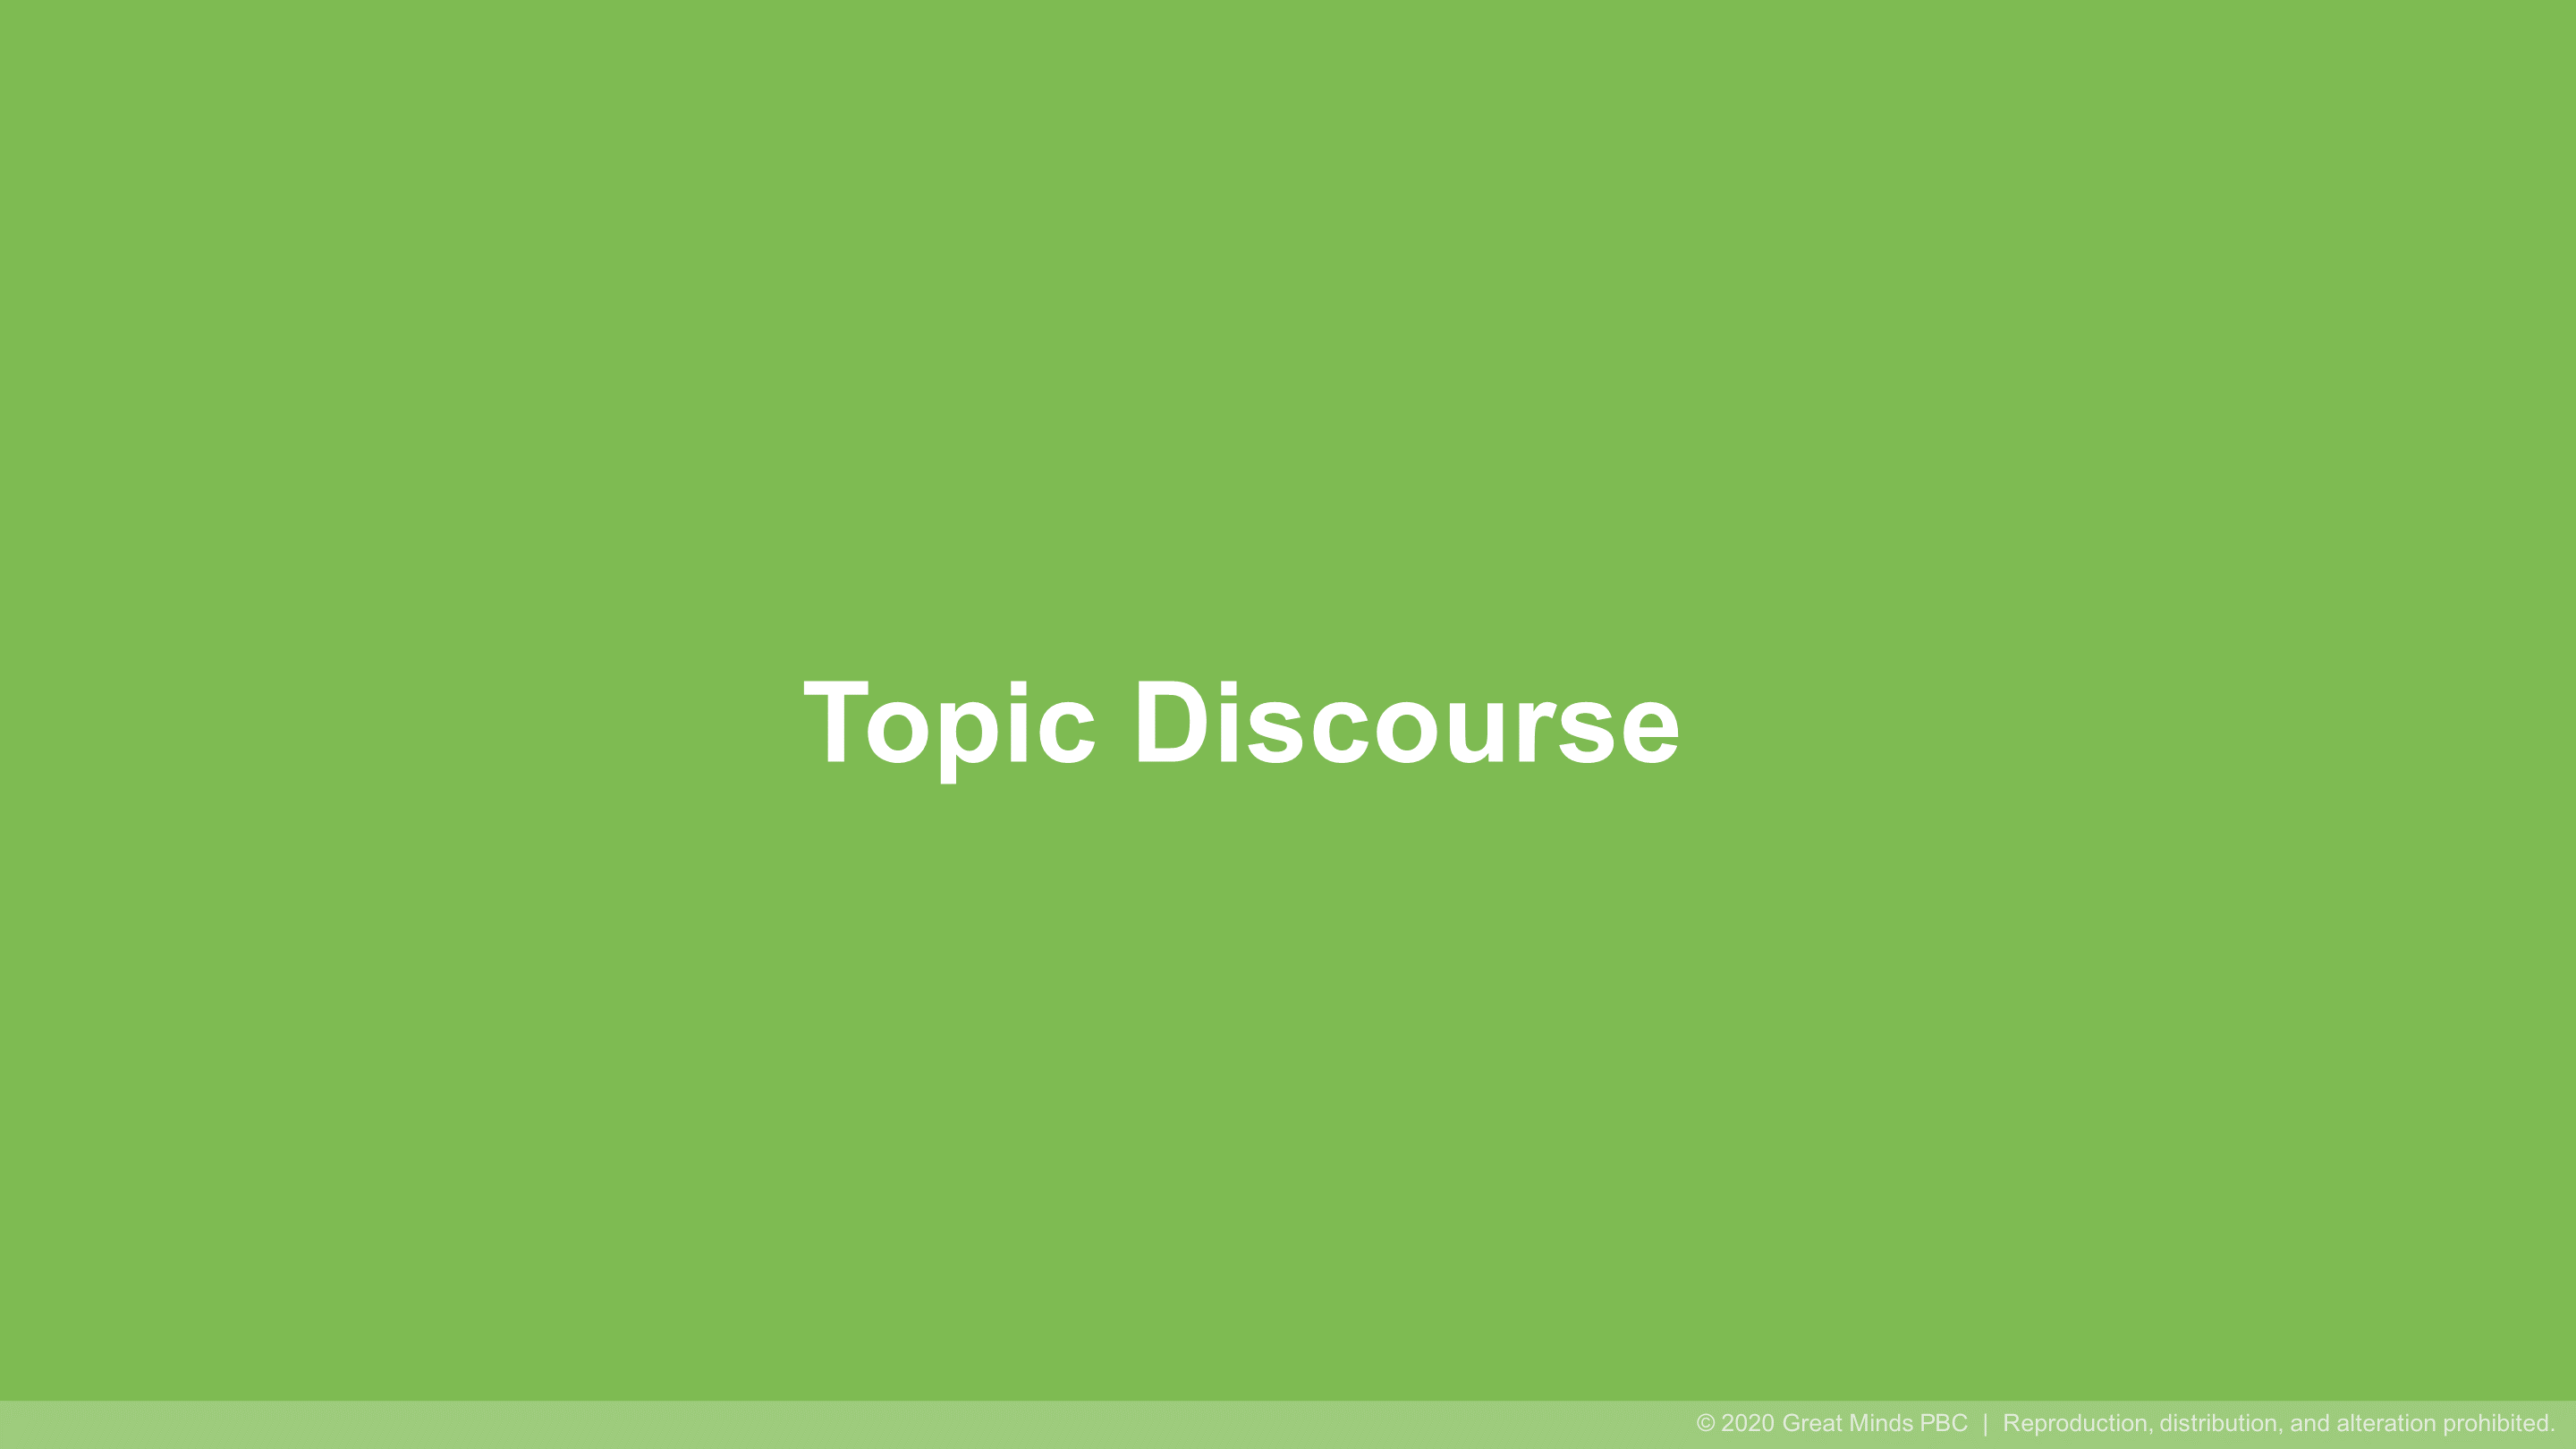 Topic Discourse
© 2020 Great Minds PBC | Reproduction, distribution, and alteration prohibited.